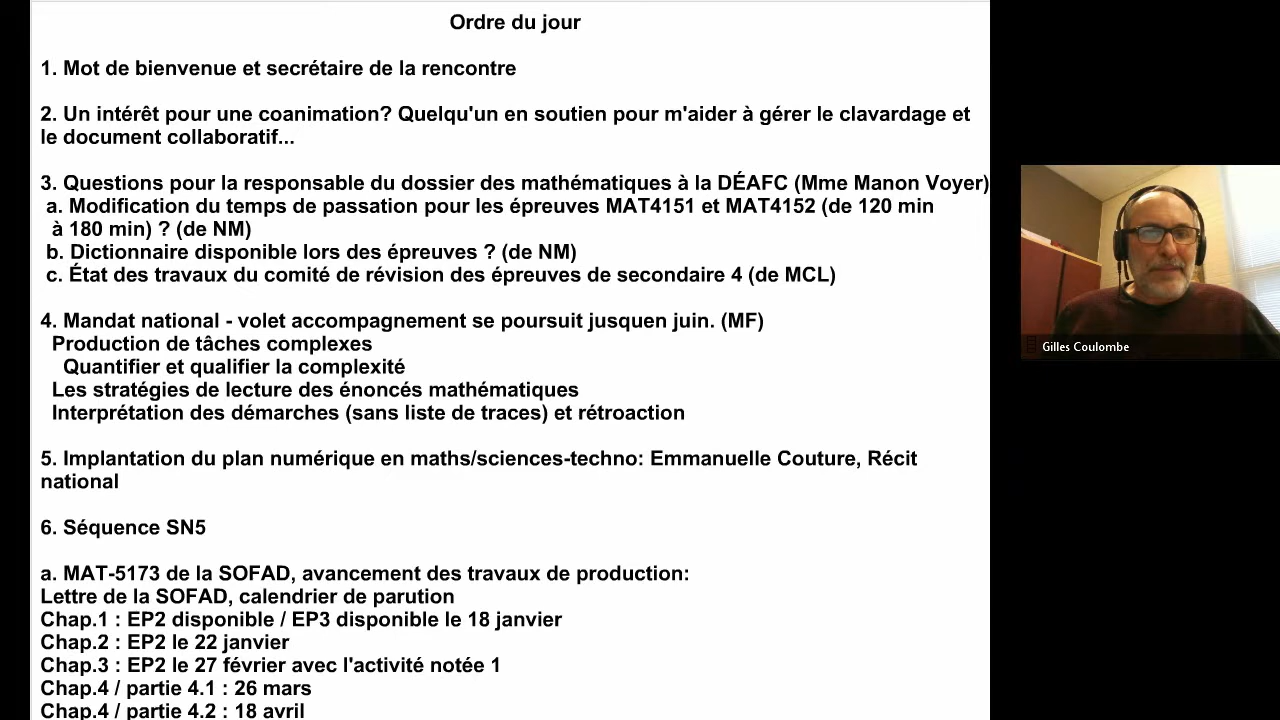 Ordre du jour
1. Mot de bienvenue et secrétaire de la rencontre
2. Un intérêt pour une coanimation? Quelqu'un en soutien pour m'aider à gérer le clavardage et
le document collaboratif...
3. Questions pour la responsable du dossier des mathématiques à la DÉAFC (Mme Manon Voyer)
a. Modification du temps de passation pour les épreuves MAT4151 et MAT4152 (de 120 min
à 180 min) ? (de NM)
b. Dictionnaire disponible lors des épreuves ? (de NM)
c. État des travaux du comité de révision des épreuves de secondaire 4 (de MCL)
4. Mandat national - volet accompagnement se poursuit jusquen juin. (MF)
Production de tâches complexes
Quantifier et qualifier la complexité
Les stratégies de lecture des énoncés mathématiques
Interprétation des démarches (sans liste de traces) et rétroaction
5. Implantation du plan numérique en maths/sciences-techno: Emmanuelle Couture, Récit
national
6. Séquence SN5
a. MAT-5173 de la SOFAD, avancement des travaux de production:
Lettre de la SOFAD, calendrier de parution
Chap.1 : EP2 disponible / EP3 disponible le 18 janvier
Chap.2 : EP2 le 22 janvier
Chap.3 : EP2 le 27 février avec l'activité notée 1
Chap.4 / partie 4.1 : 26 mars
Chap.4 / partie 4.2 : 18 avril
Gilles Coulombe